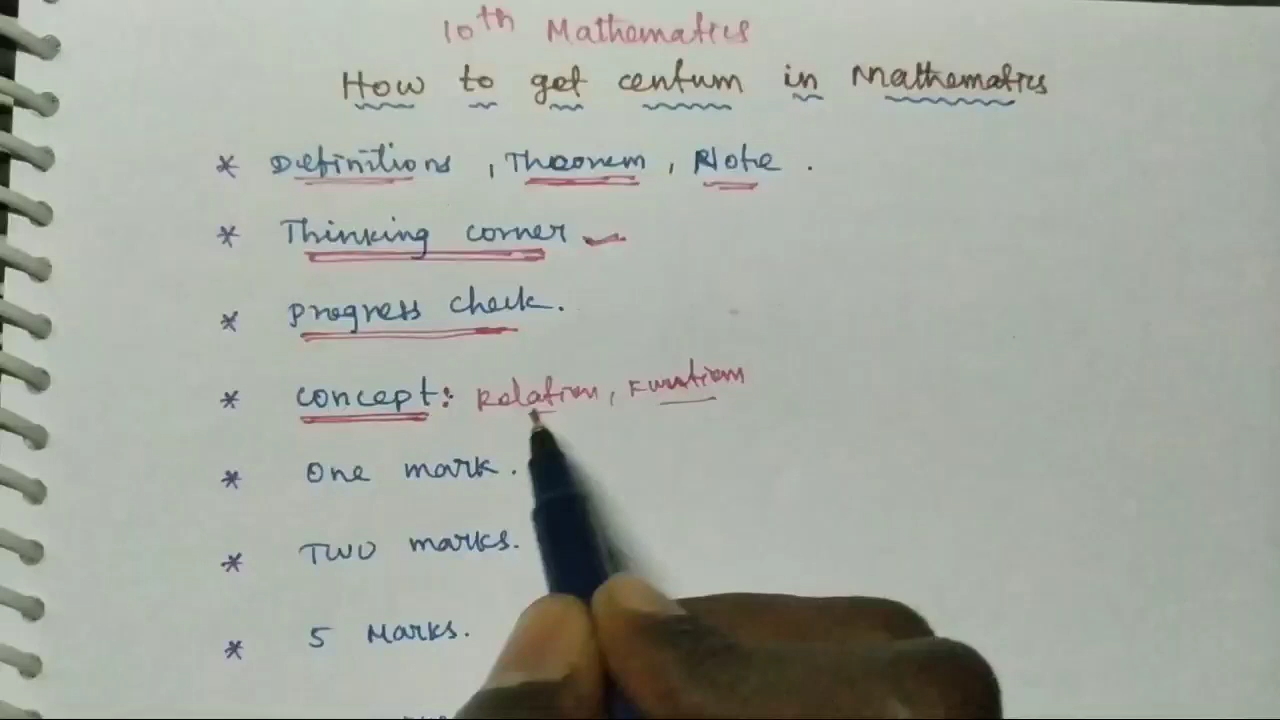 10th Mathematics
How to get centum in Mathematics
* Definitions , Theorem , Note .
* Thinking corner
* Progress check.
* concept: Relation, Function
* One mark.
* TWO marks.
* 5 Marks.